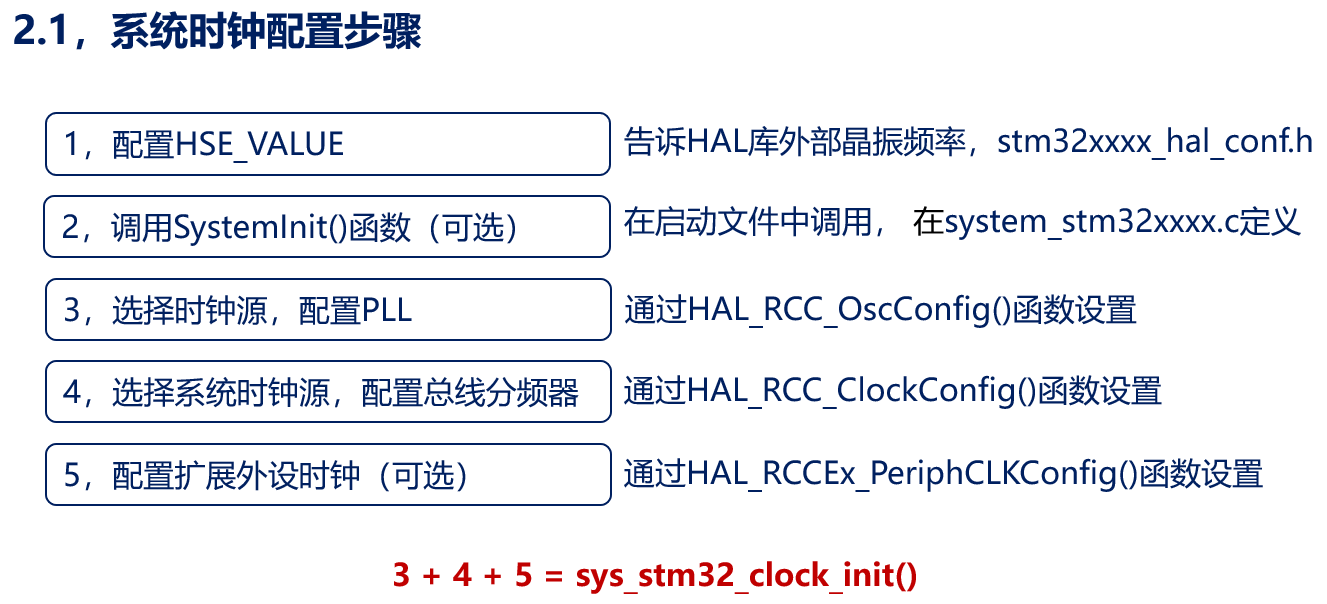 2.1，系统时钟配置步骤
1，配置HSE_VALUE 告诉HAL库外部晶振频率，stm32xxxx_hal_conf.h
2，调用SystemInit()函数（可选） 在启动文件中调用， 在system_stm32xxxx.c定义
3，选择时钟源，配置PLL 通过HAL_RCC_OscConfig()函数设置
4，选择系统时钟源，配置总线分频器 通过HAL_RCC_ClockConfig()函数设置
5，配置扩展外设时钟（可选） 通过HAL_RCCEx_PeriphCLKConfig()函数设置
3 + 4 + 5 = sys_stm32_clock_init()